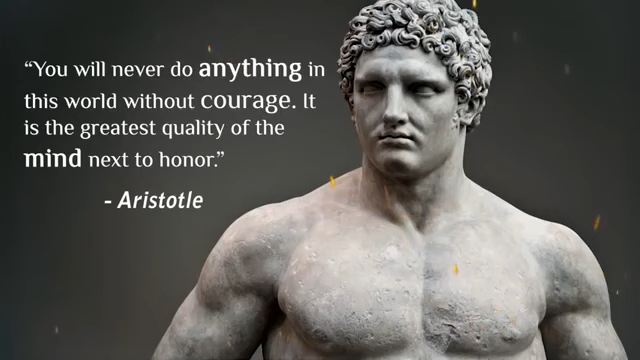 “You will never do anything in
this world without courage. It
is the greatest quality of the
mind next to honor.”
- Aristotle